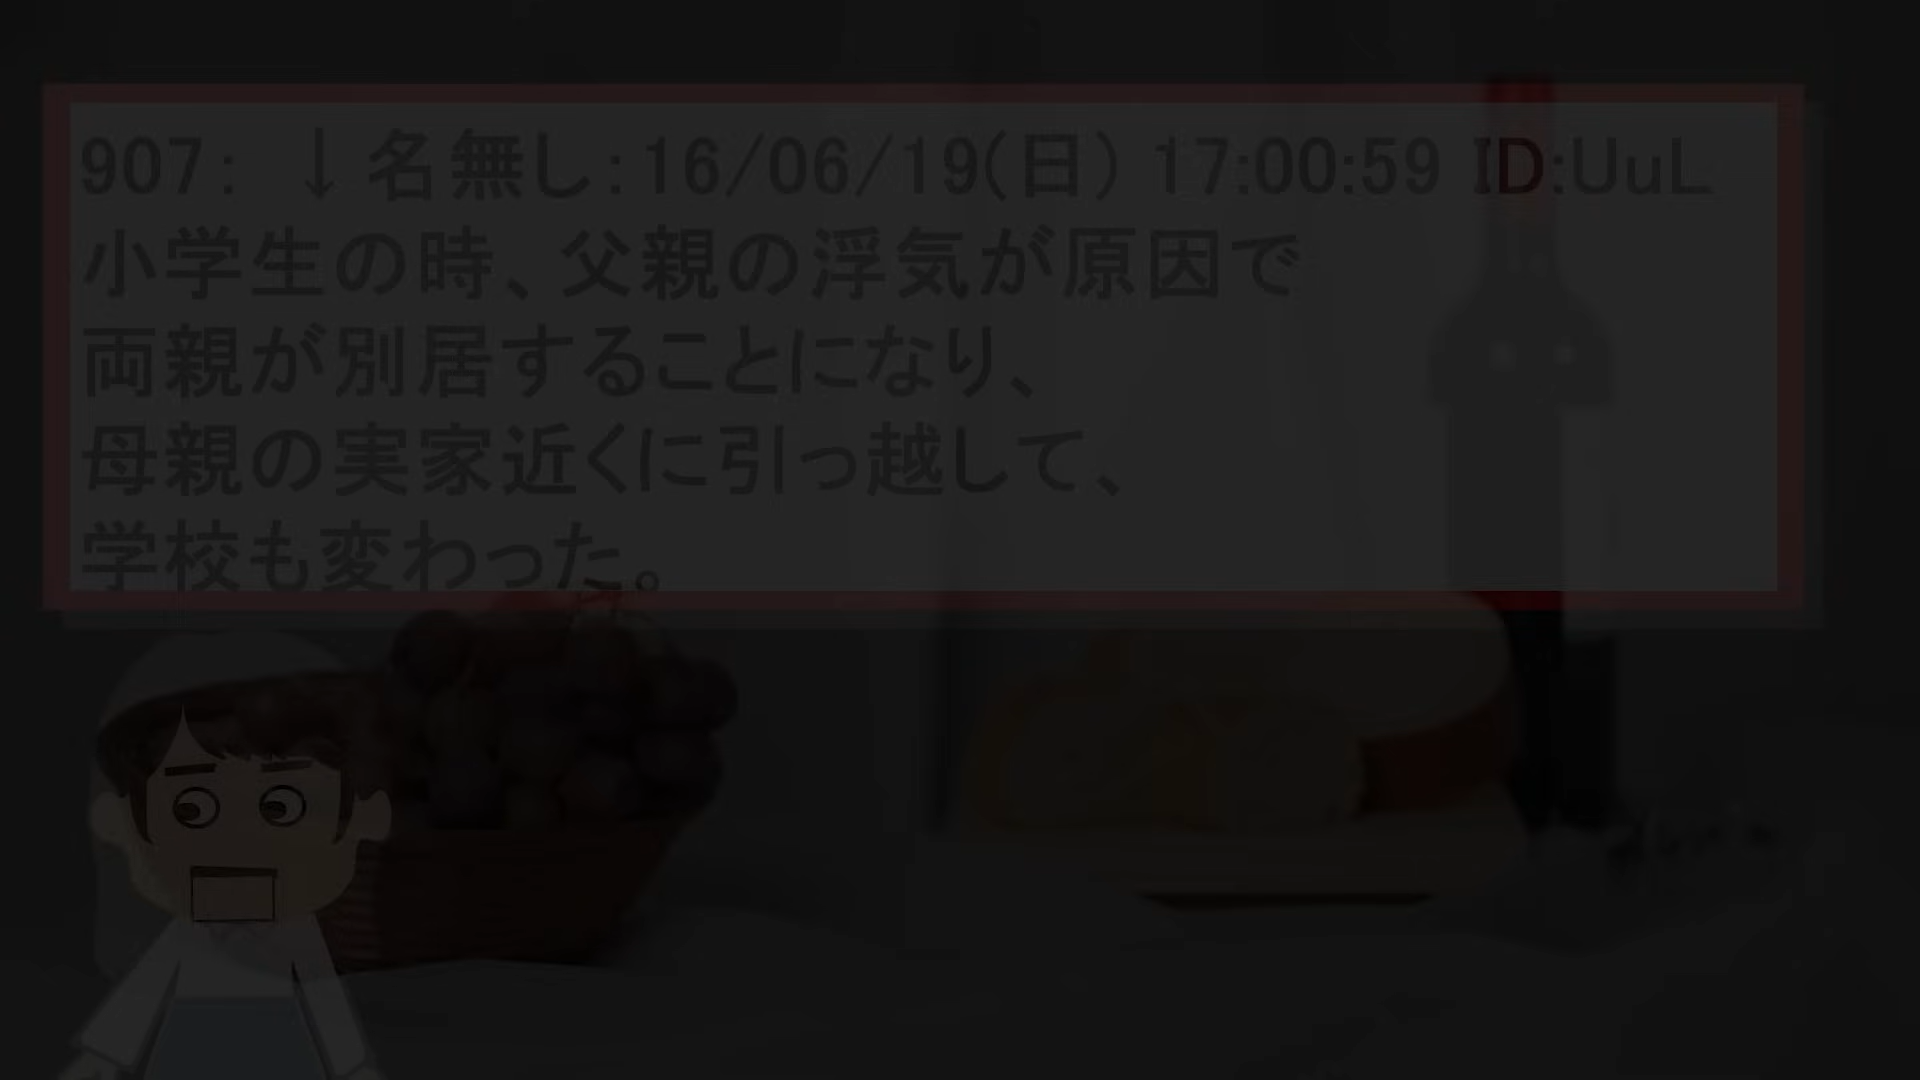 907: ↓名無し:16/06/19(日) 17:00:59 ID:UuL
小学生の時、父親の浮気が原因で
両親が別居することになり、
母親の実家近くに引っ越して、
学校も変わった。